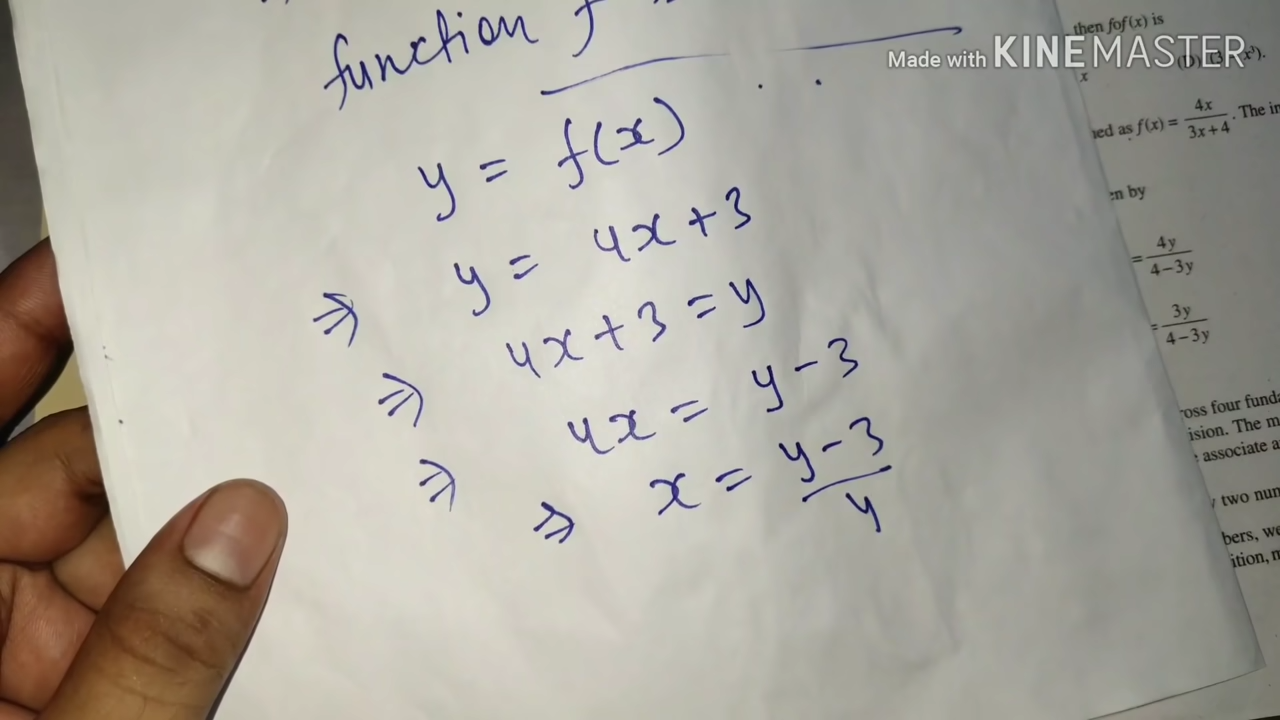 function f
y = f(x)
⇒ y = 4x + 3
⇒ 4x + 3 = y
⇒ 4x = y - 3
⇒ x = y - 3 / 4
Made with KINEMASTER
then fof(x) is
x
(D)
ned as f(x) = 4x / 3x + 4 . The in
en by
= 4y / 4 - 3y
= 3y / 4 - 3y
ross four funda
ision. The m
associate a
two num
bers, we
ition, m